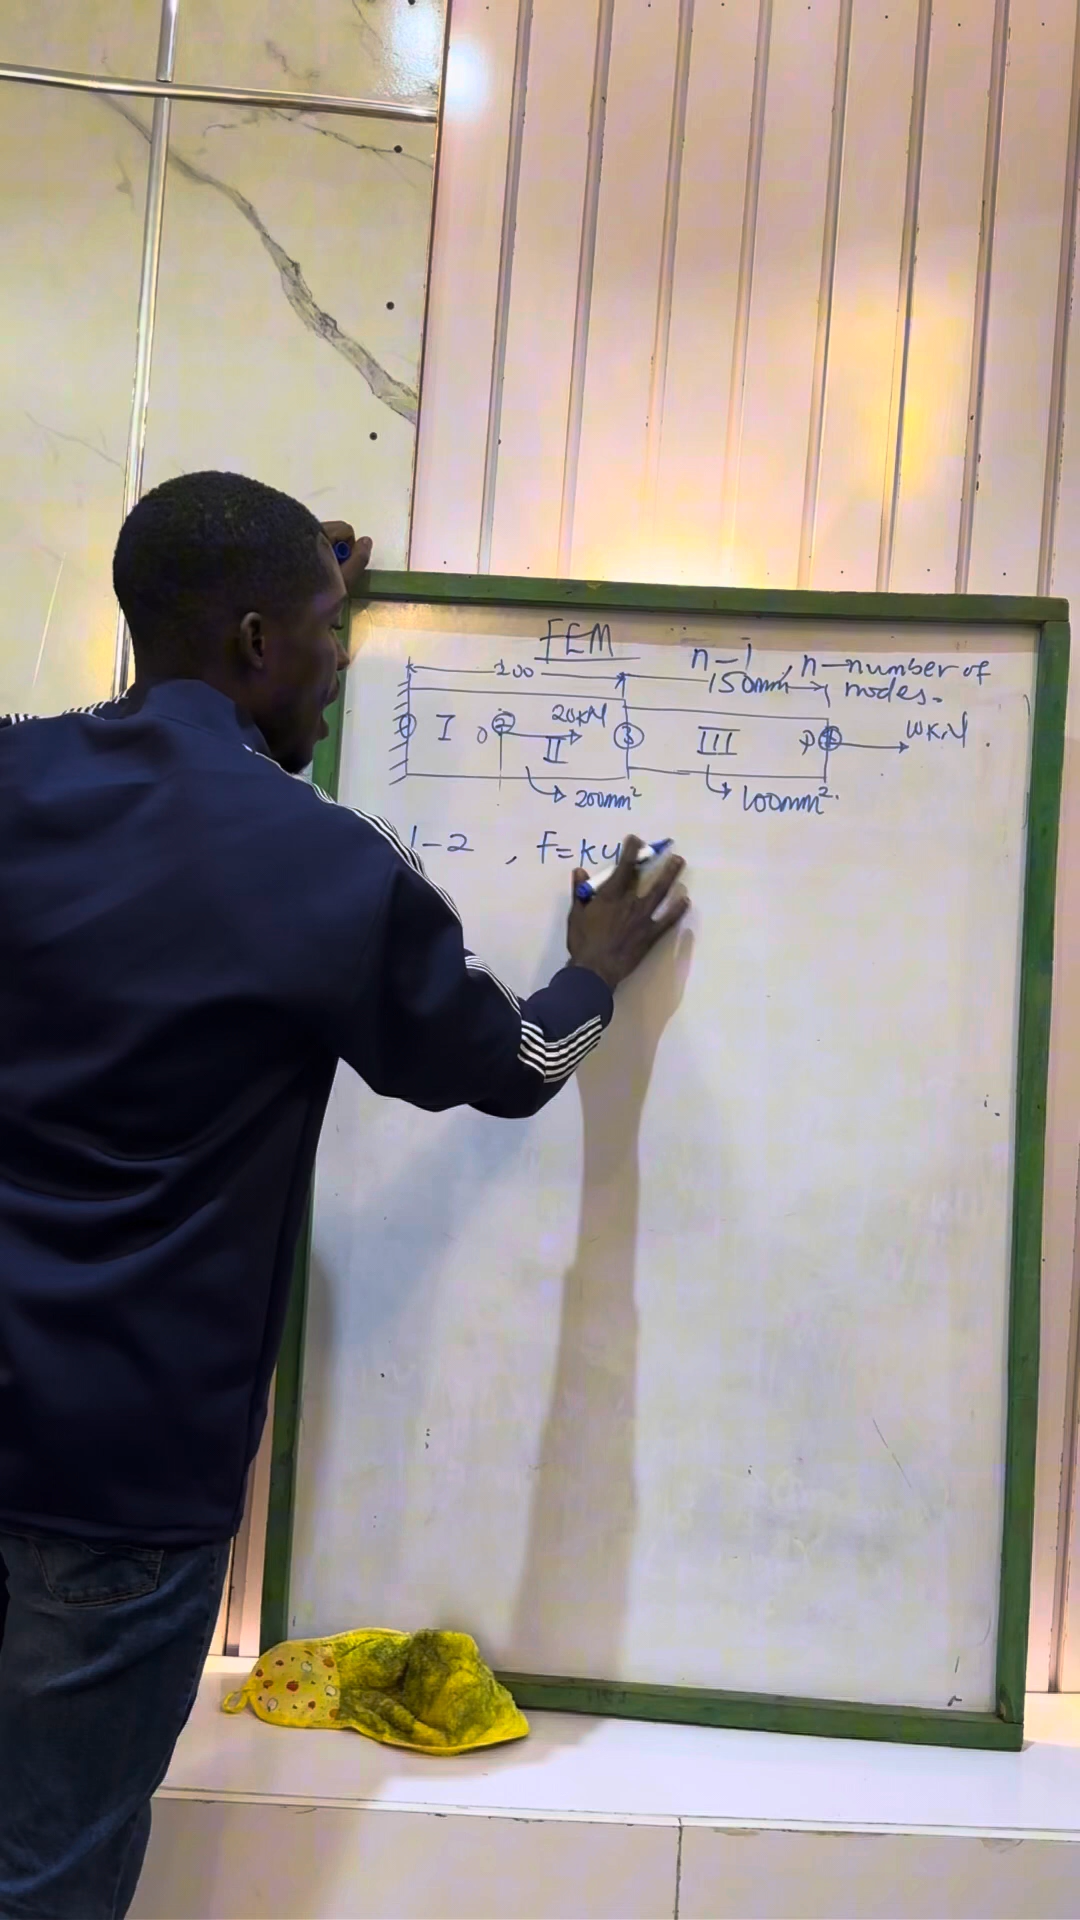 FEM
n-1, n-number of
nodes.
200
150mm
I
O
2
20KN
II
3
III
P
4
10KN
200mm²
100mm².
1-2, F=Ku